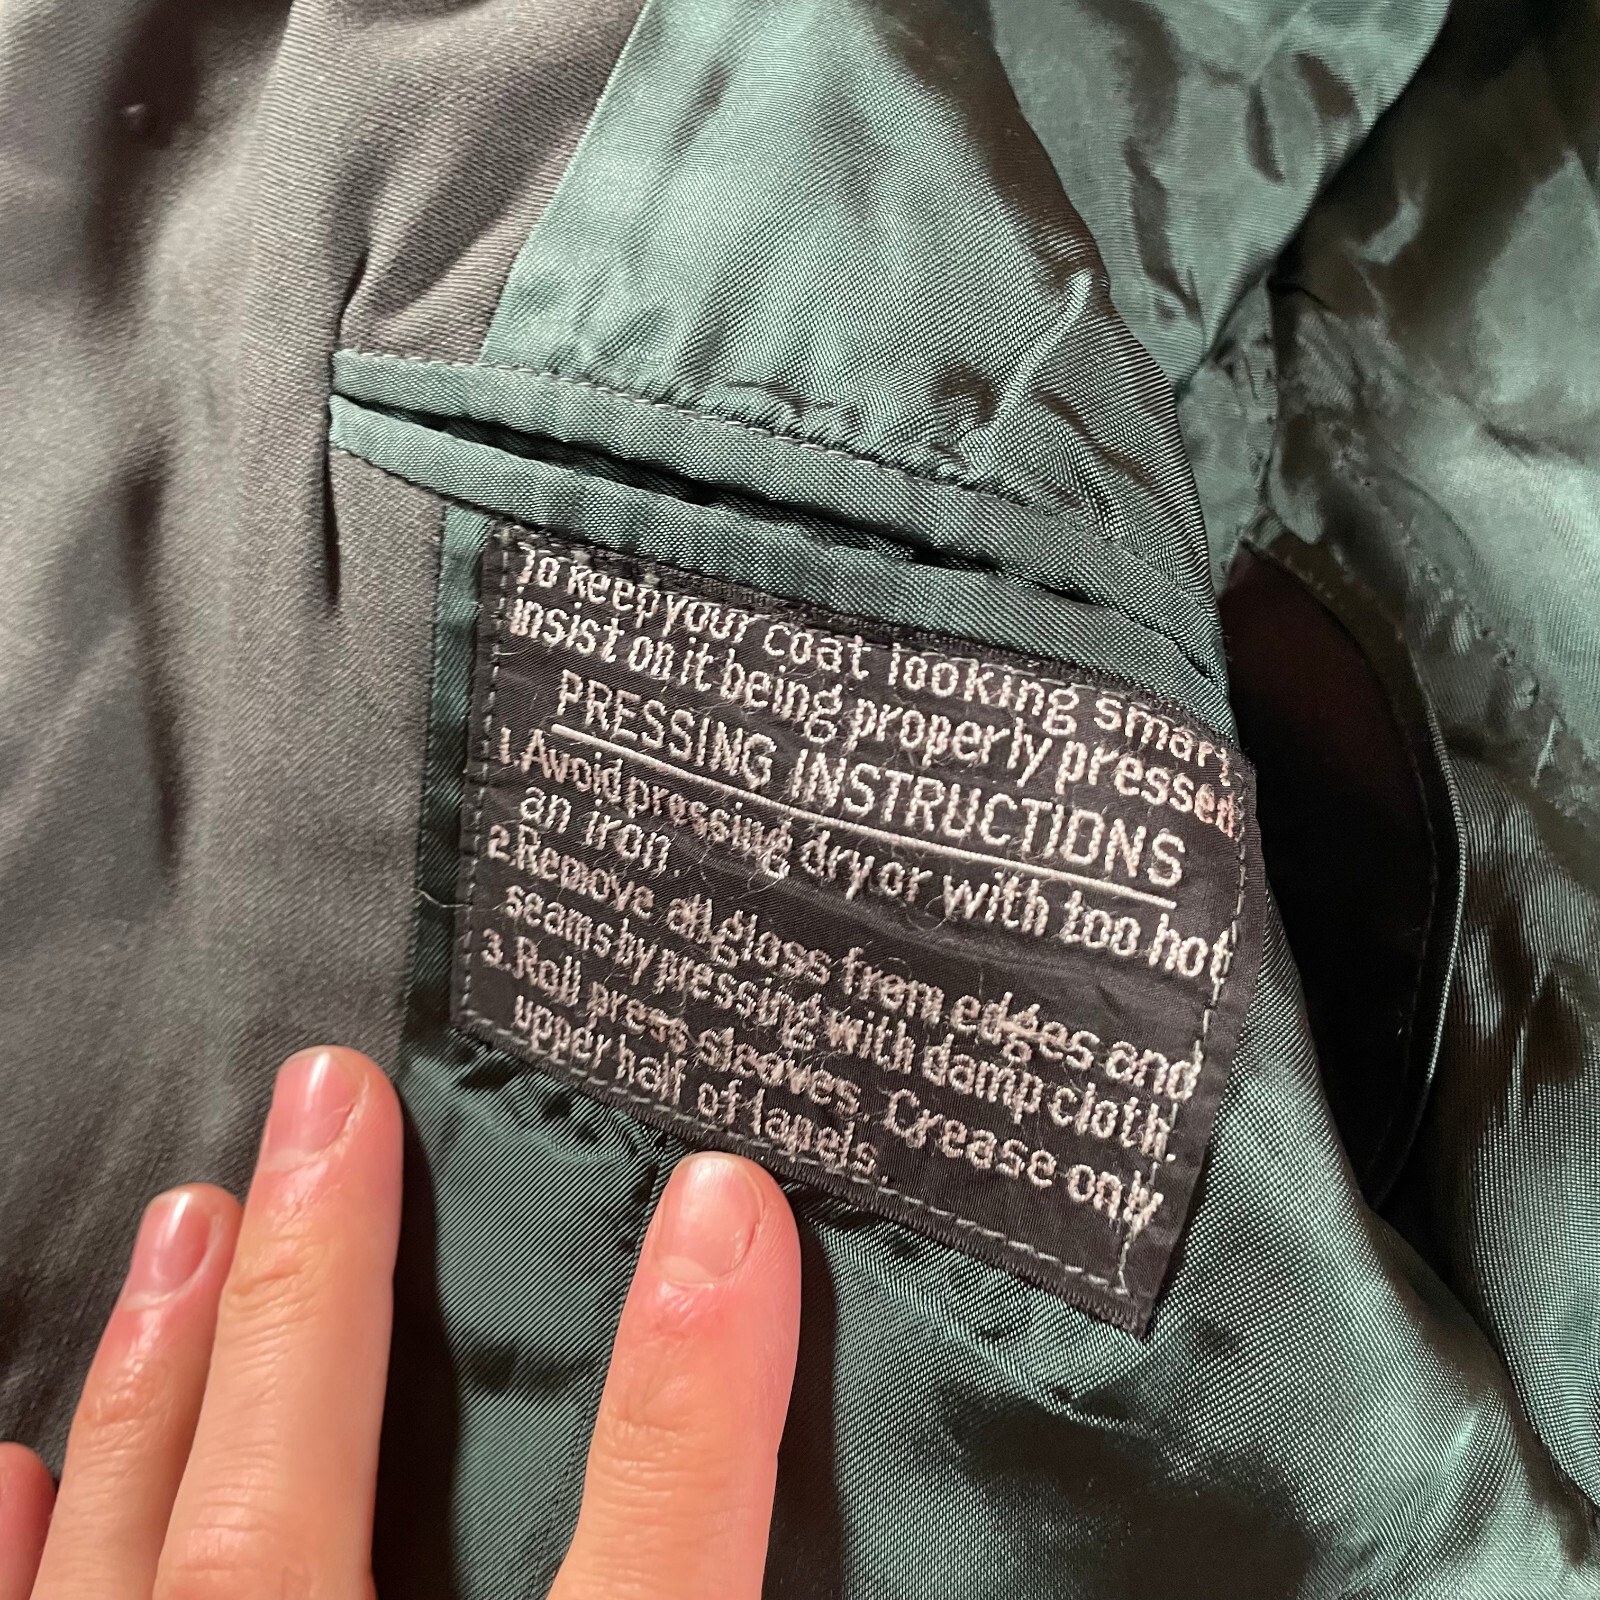 To keep your coat looking smart
insist on it being properly pressed
PRESSING INSTRUCTIONS
1. Avoid pressing dry or with too hot
an iron.
2. Remove all gloss from edges and
seams by pressing with damp cloth.
3. Roll press sleeves. Crease only
upper half of lapels.